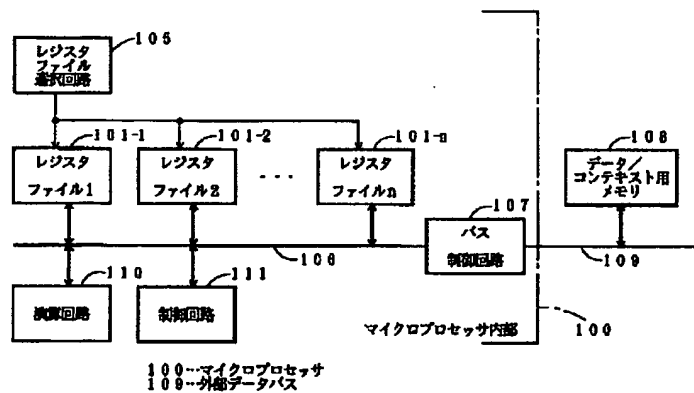 105
レジスタ
ファイル
選択回路
101-1
101-2
101-n
レジスタ
ファイル1
レジスタ
ファイル2
...
レジスタ
ファイルn
108
データ/
コンテキスト用
メモリ
107
バス
制御回路
106
109
110
111
演算回路
制御回路
マイクロプロセッサ内部
100
100…マイクロプロセッサ
109…外部データバス